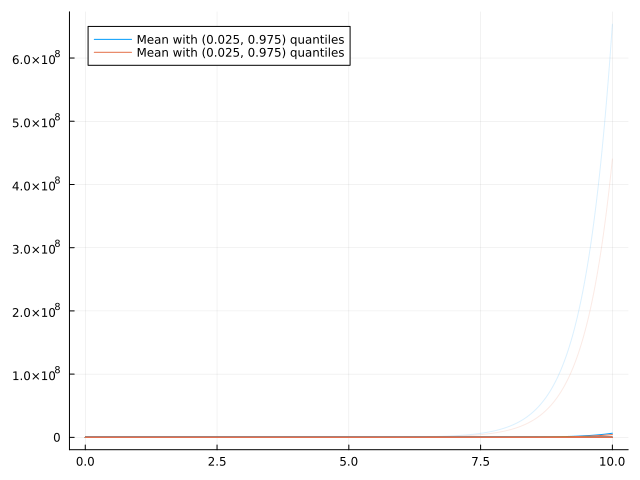 Mean with (0.025, 0.975) quantiles
Mean with (0.025, 0.975) quantiles
6.0×10⁸
5.0×10⁸
4.0×10⁸
3.0×10⁸
2.0×10⁸
1.0×10⁸
0
0.0 2.5 5.0 7.5 10.0